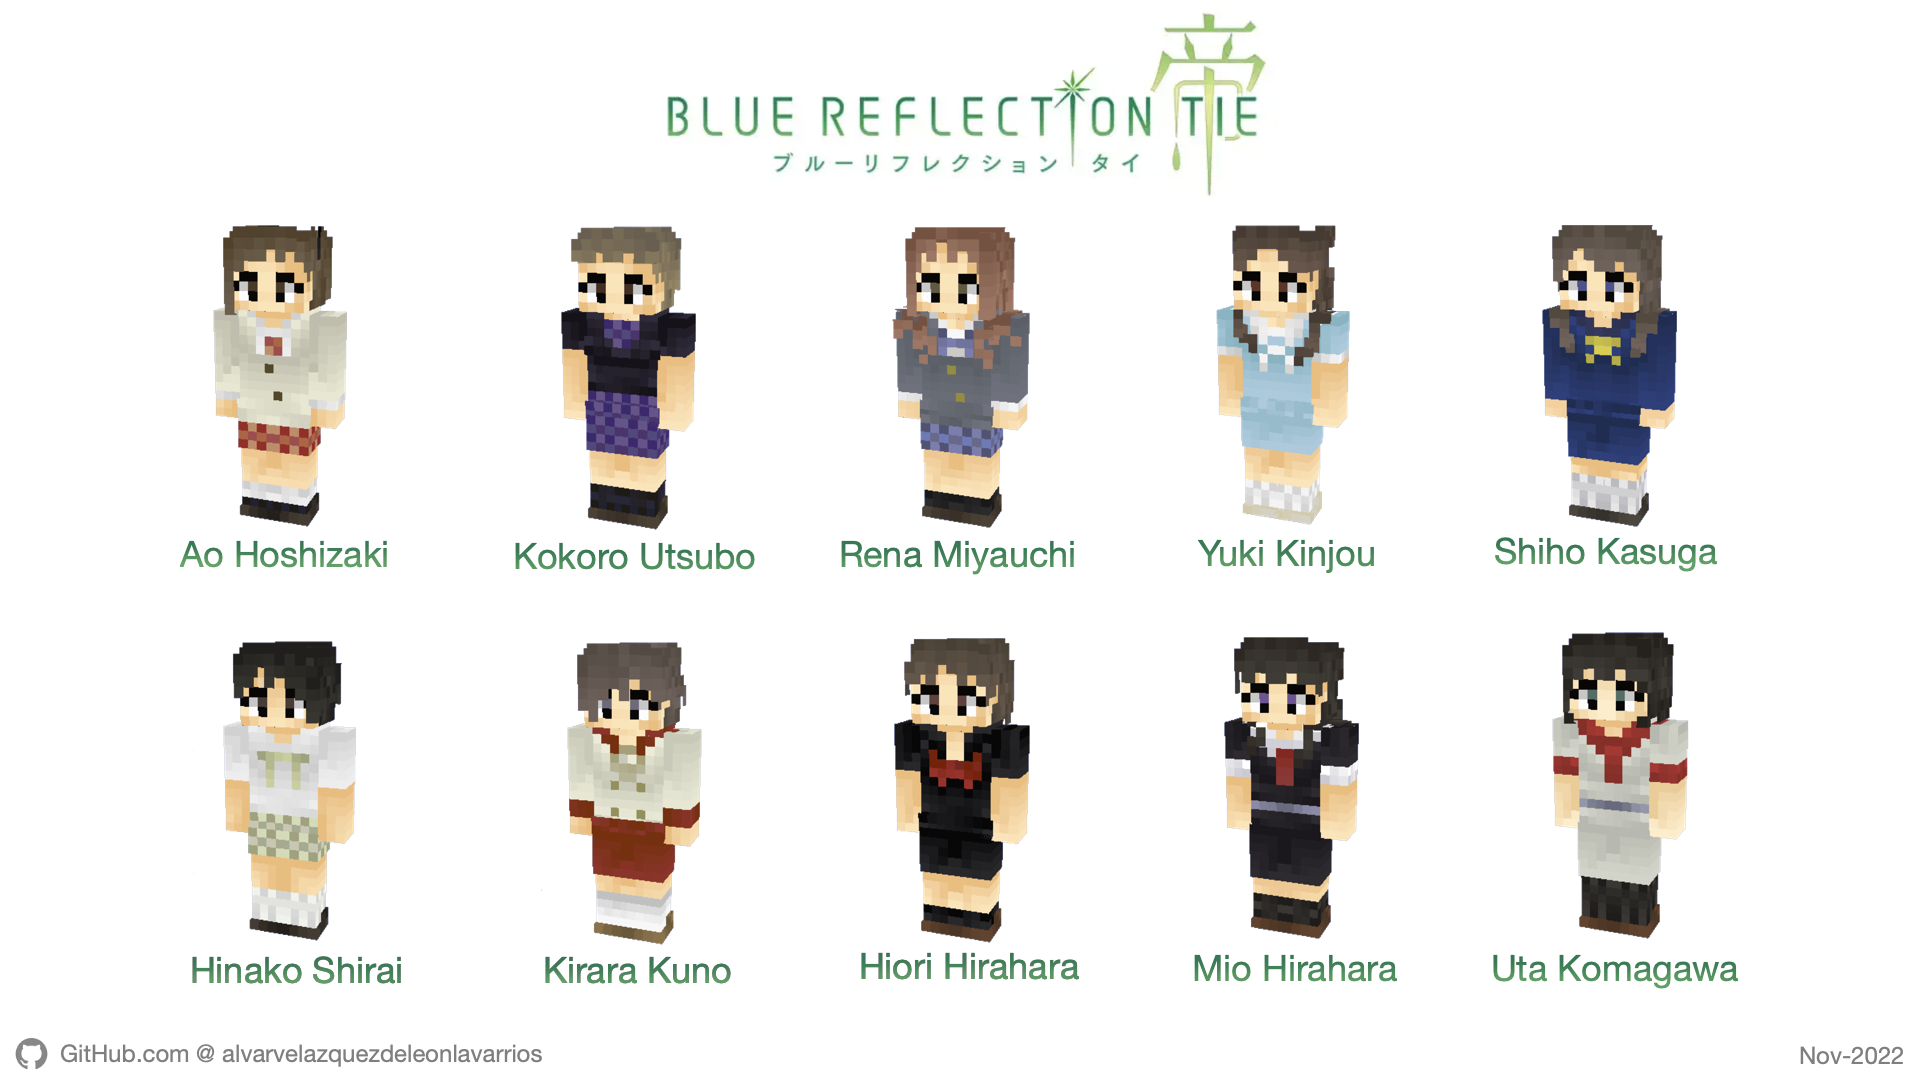 帝
BLUE REFLECTION TIE
ブルーリフレクション タイ
Ao Hoshizaki
Kokoro Utsubo
Rena Miyauchi
Yuki Kinjou
Shiho Kasuga
Hinako Shirai
Kirara Kuno
Hiori Hirahara
Mio Hirahara
Uta Komagawa
GitHub.com @ alvarvelazquezdeleonlavarrios
Nov-2022